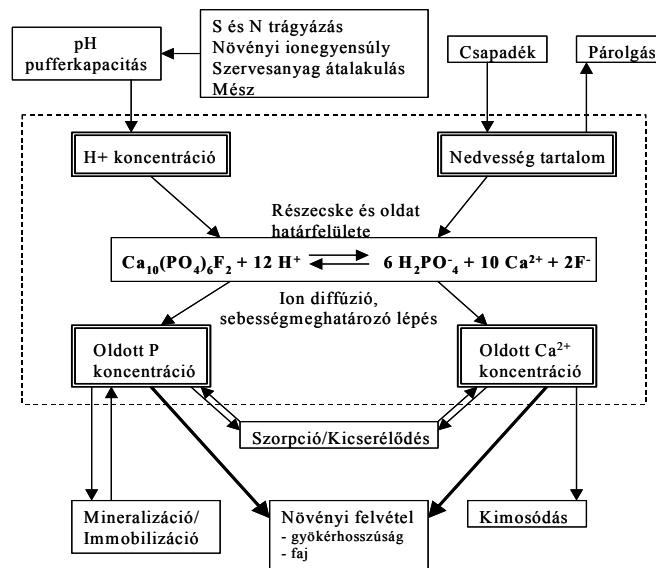 pH
pufferkapacitás
S és N trágyázás
Növényi ionegyensúly
Szervesanyag átalakulás
Mész
Csapadék
Párolgás
H+ koncentráció
Nedvesség tartalom
Részecske és oldat
határfelülete
Ca₁₀(PO₄)₆F₂ + 12 H⁺ ⇌ 6 H₂PO⁻₄ + 10 Ca²⁺ + 2F⁻
Ion diffúzió,
sebességmeghatározó lépés
Oldott P
koncentráció
Oldott Ca²⁺
koncentráció
Szorpció/Kicserélődés
Mineralizáció/
Immobilizáció
Növényi felvétel
- gyökérhosszúság
- faj
Kimosódás